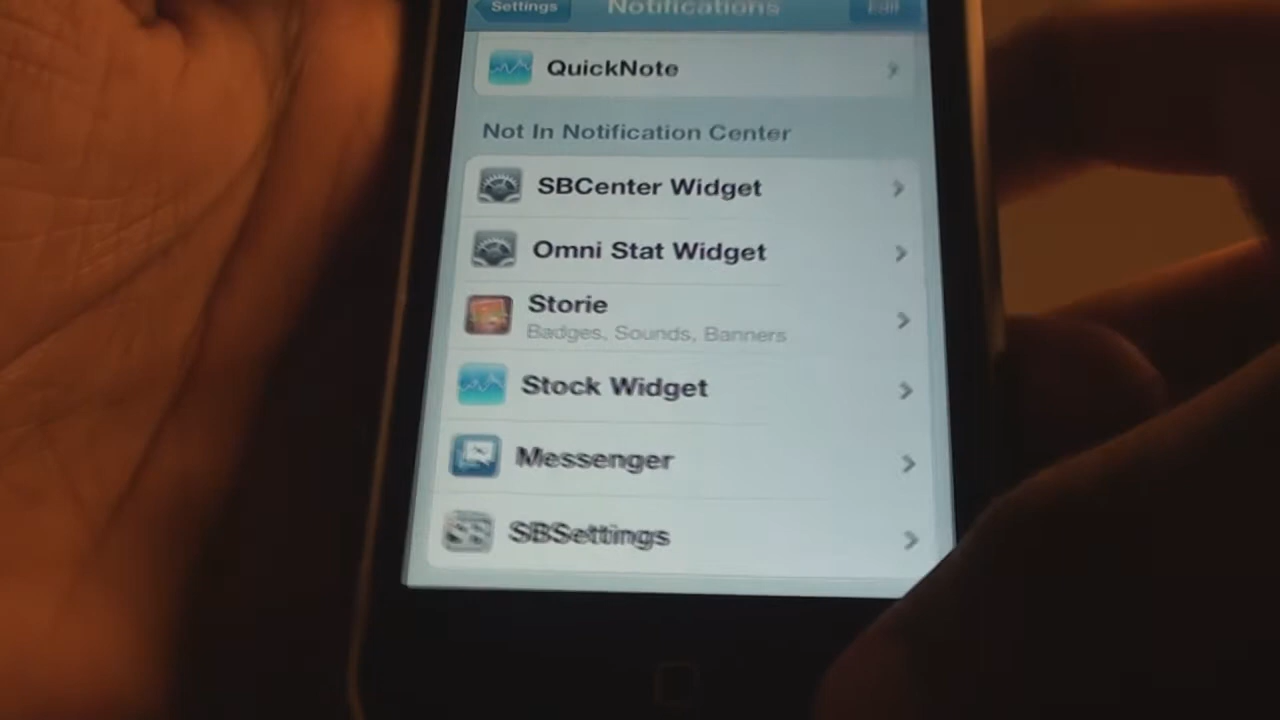 Settings
Notifications
Edit
QuickNote
Not In Notification Center
SBCenter Widget
Omni Stat Widget
Storie
Badges, Sounds, Banners
Stock Widget
Messenger
SBSettings